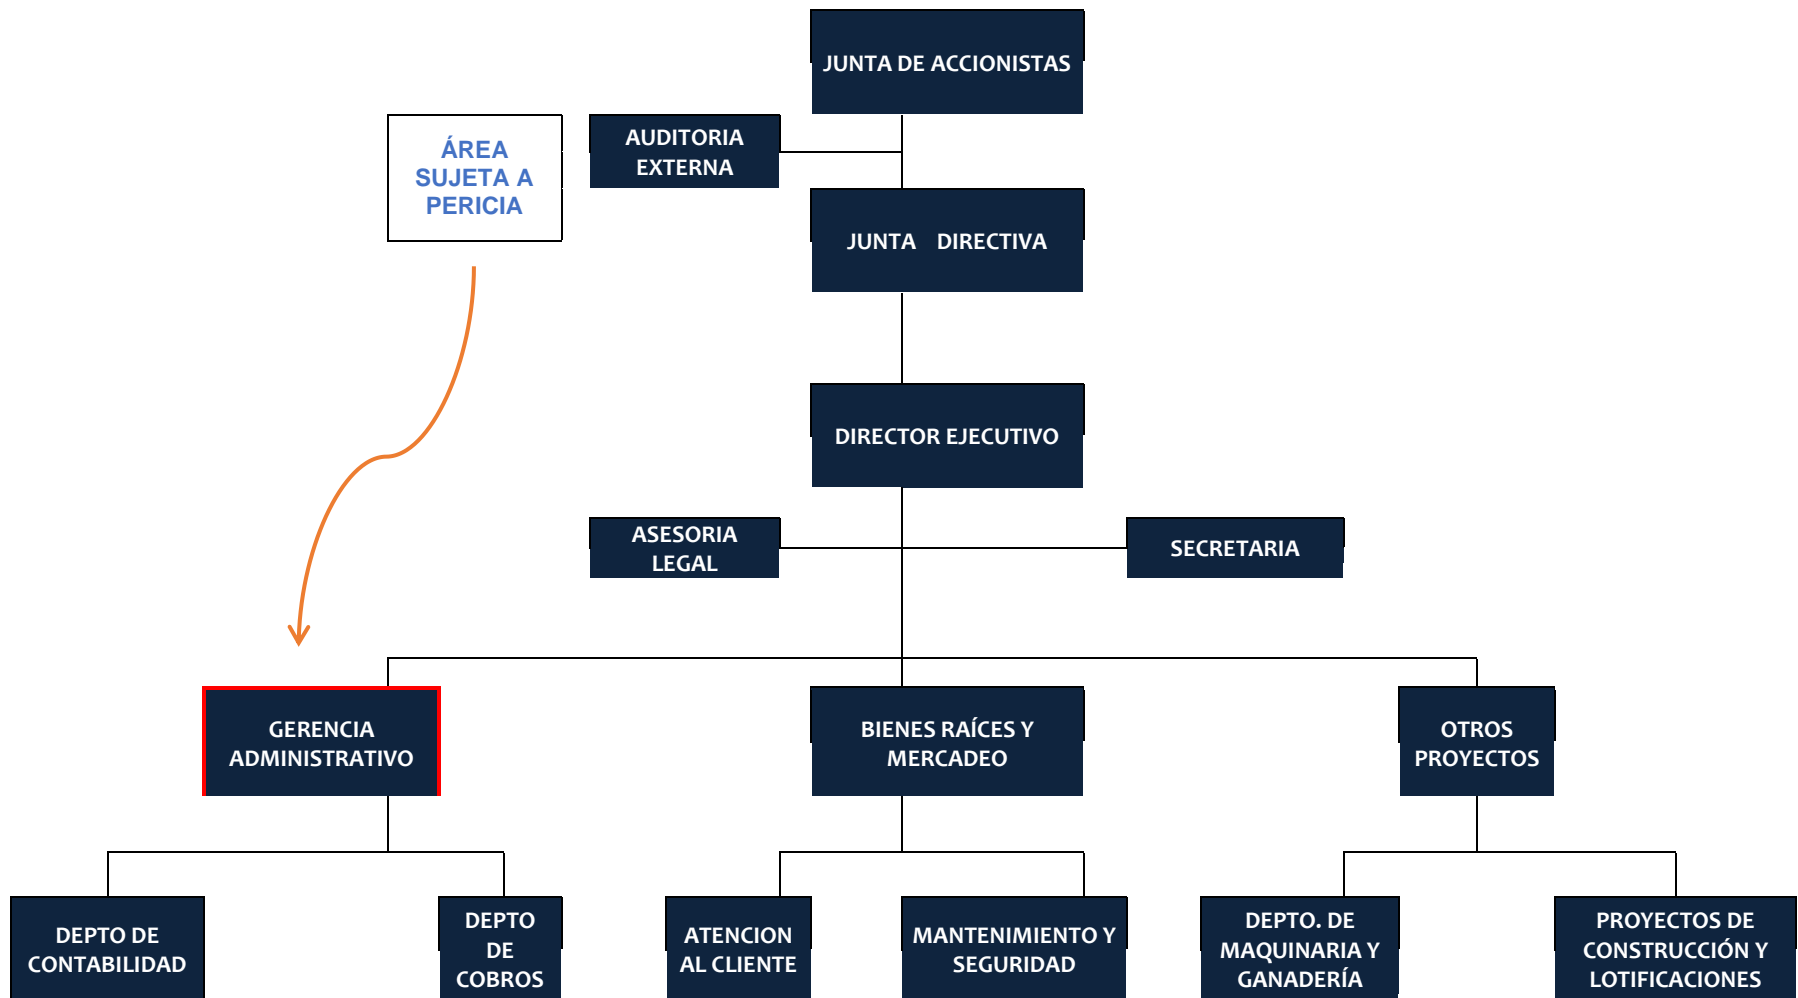 JUNTA DE ACCIONISTAS
AUDITORIA
EXTERNA
ÁREA
SUJETA A
PERICIA
JUNTA DIRECTIVA
DIRECTOR EJECUTIVO
ASESORIA
LEGAL
SECRETARIA
GERENCIA
ADMINISTRATIVO
BIENES RAÍCES Y
MERCADEO
OTROS
PROYECTOS
DEPTO DE
CONTABILIDAD
DEPTO
DE
COBROS
ATENCION
AL CLIENTE
MANTENIMIENTO Y
SEGURIDAD
DEPTO. DE
MAQUINARIA Y
GANADERÍA
PROYECTOS DE
CONSTRUCCIÓN Y
LOTIFICACIONES